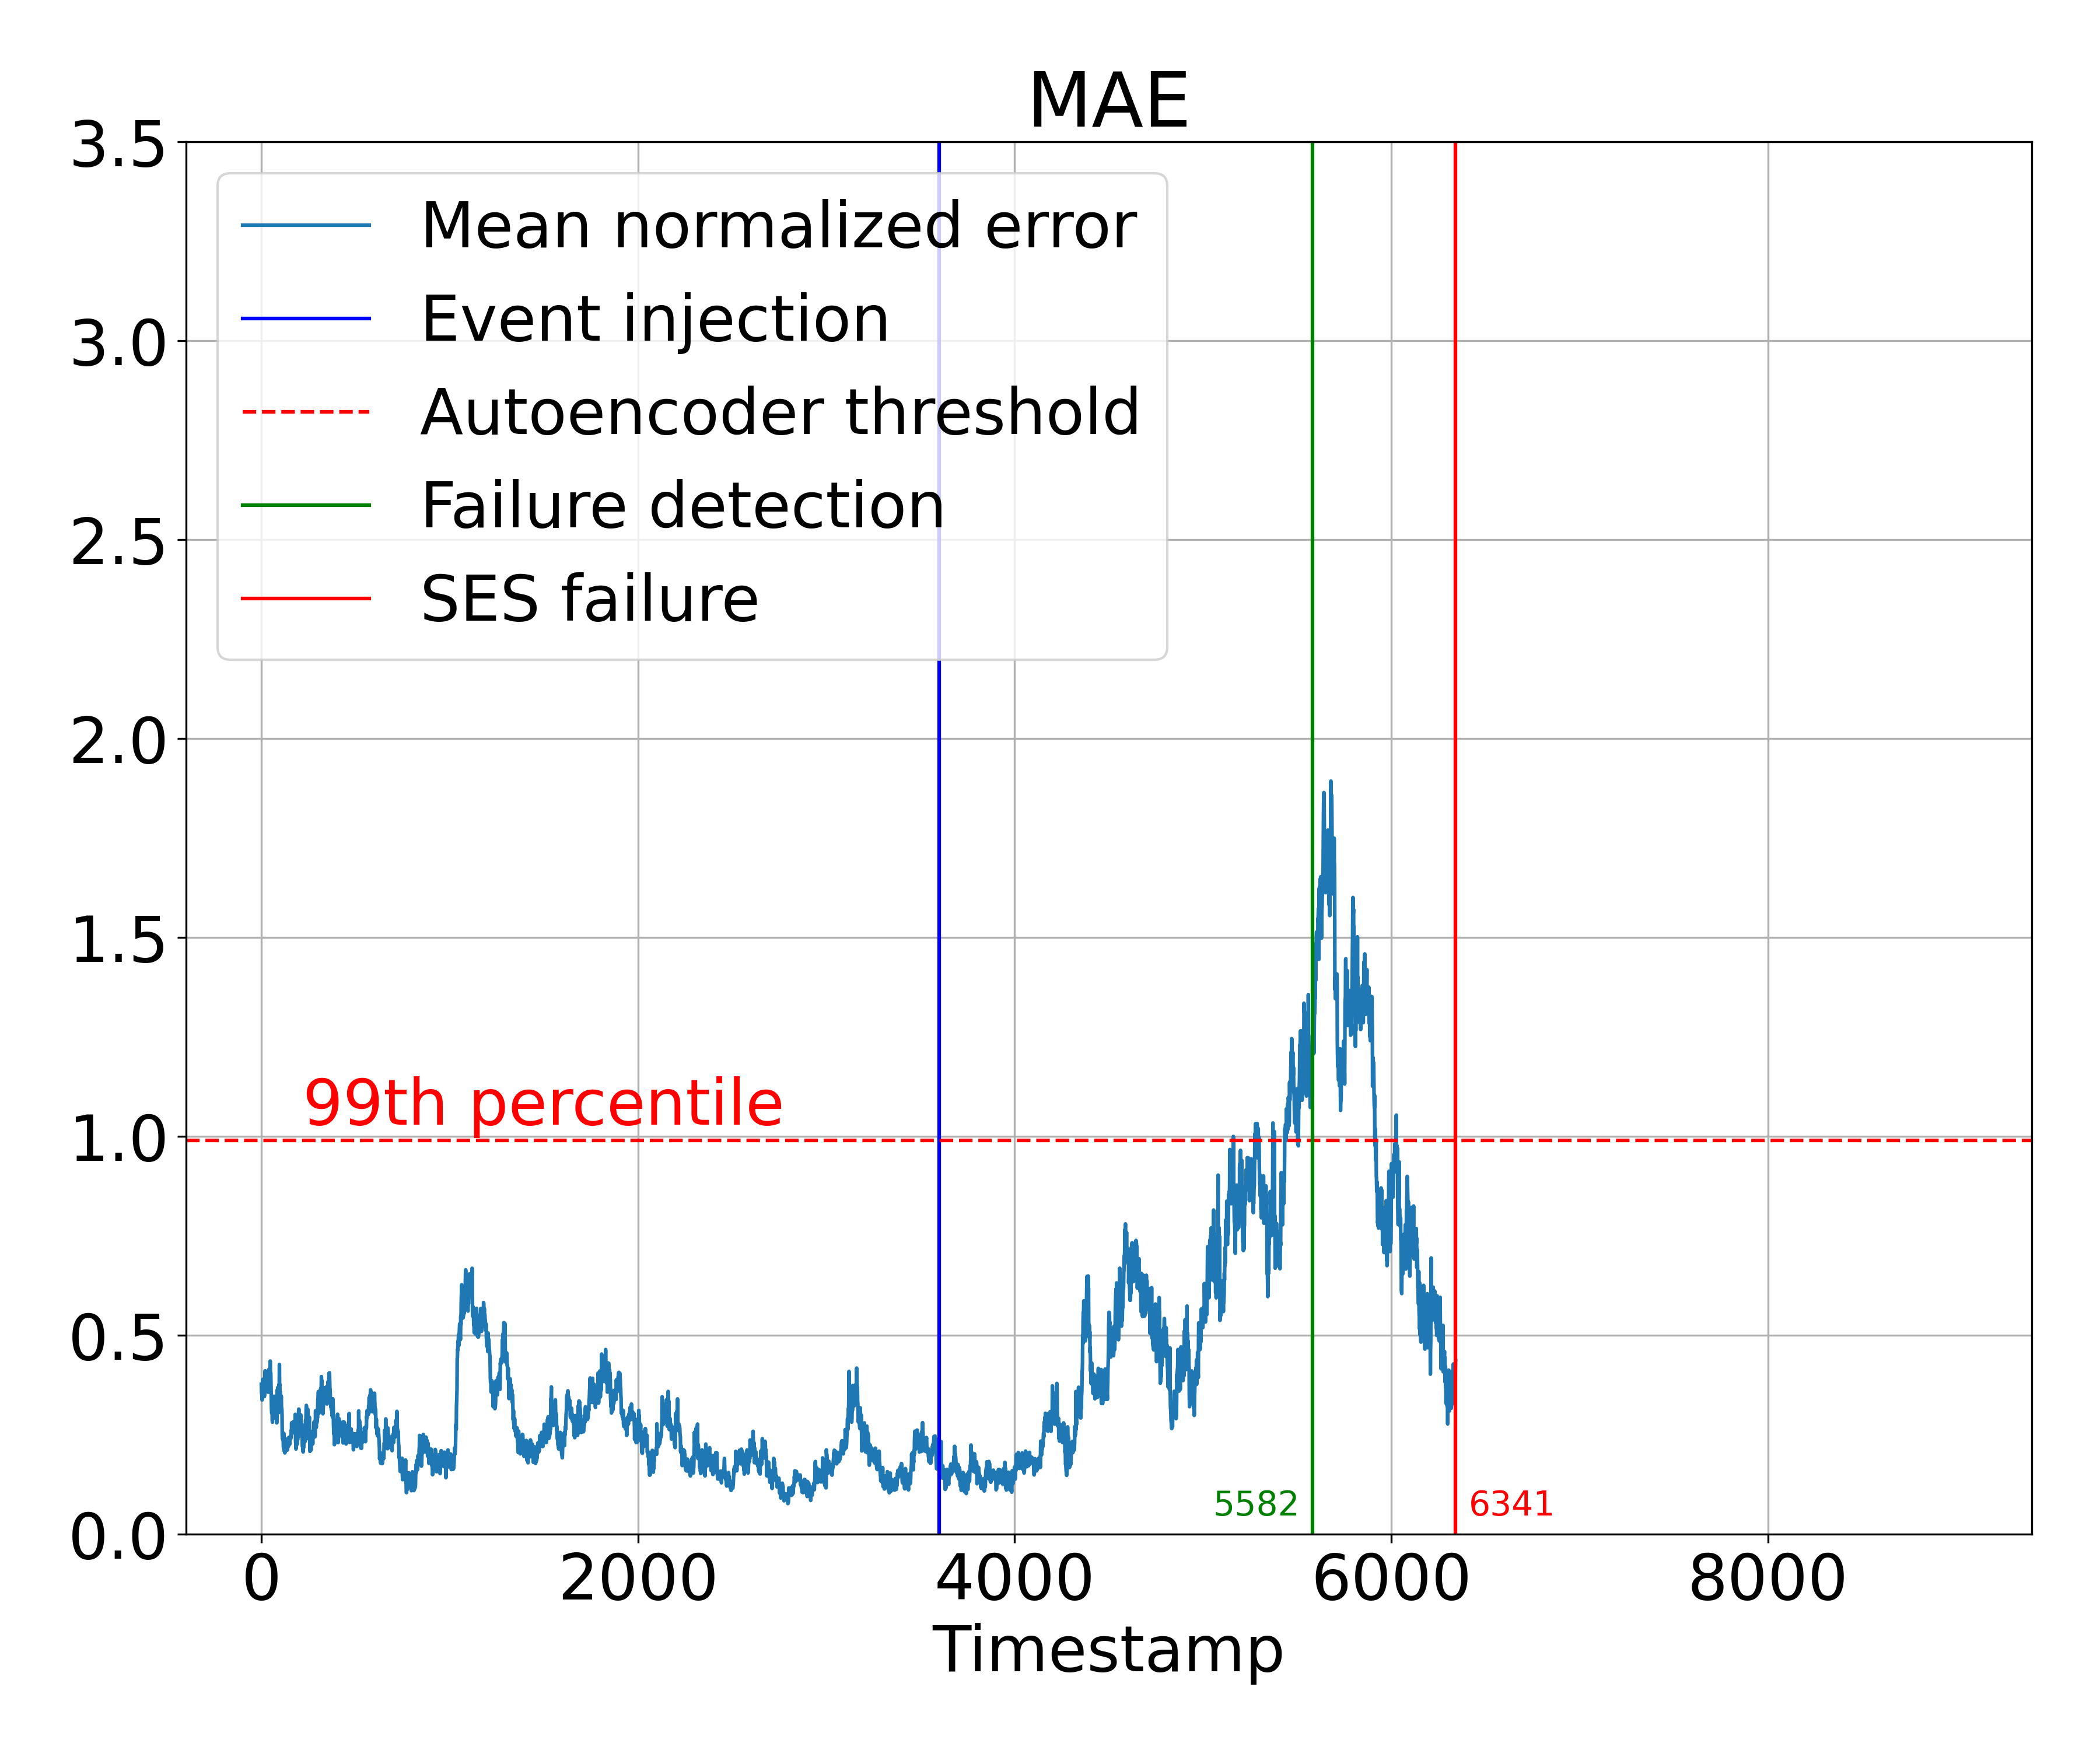 MAE
3.5
3.0
2.5
2.0
1.5
1.0
0.5
0.0
Mean normalized error
Event injection
Autoencoder threshold
Failure detection
SES failure
99th percentile
5582
6341
0
2000
4000
6000
8000
Timestamp